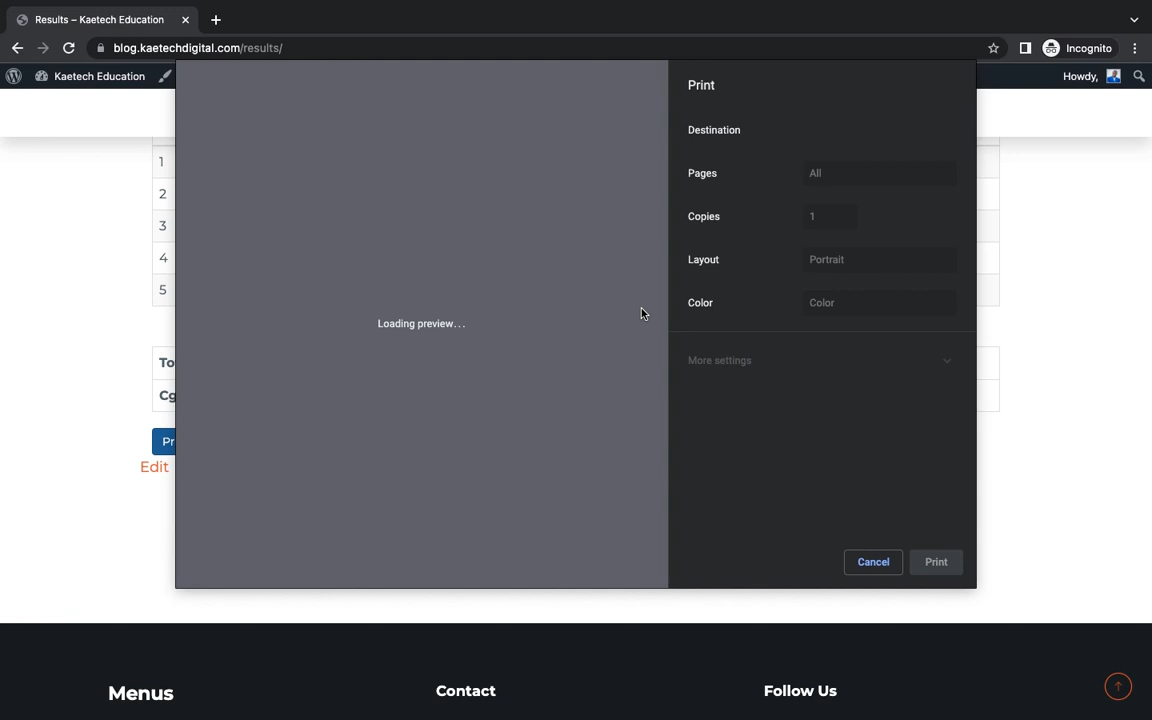 Results – Kaetech Education
blog.kaetechdigital.com/results/
Incognito
Kaetech Education
Howdy,
Print
Destination
Pages
All
Copies
1
Layout
Portrait
Color
Color
More settings
Loading preview...
Cancel
Print
1
2
3
4
5
To
Cg
Pr
Edit
Menus
Contact
Follow Us